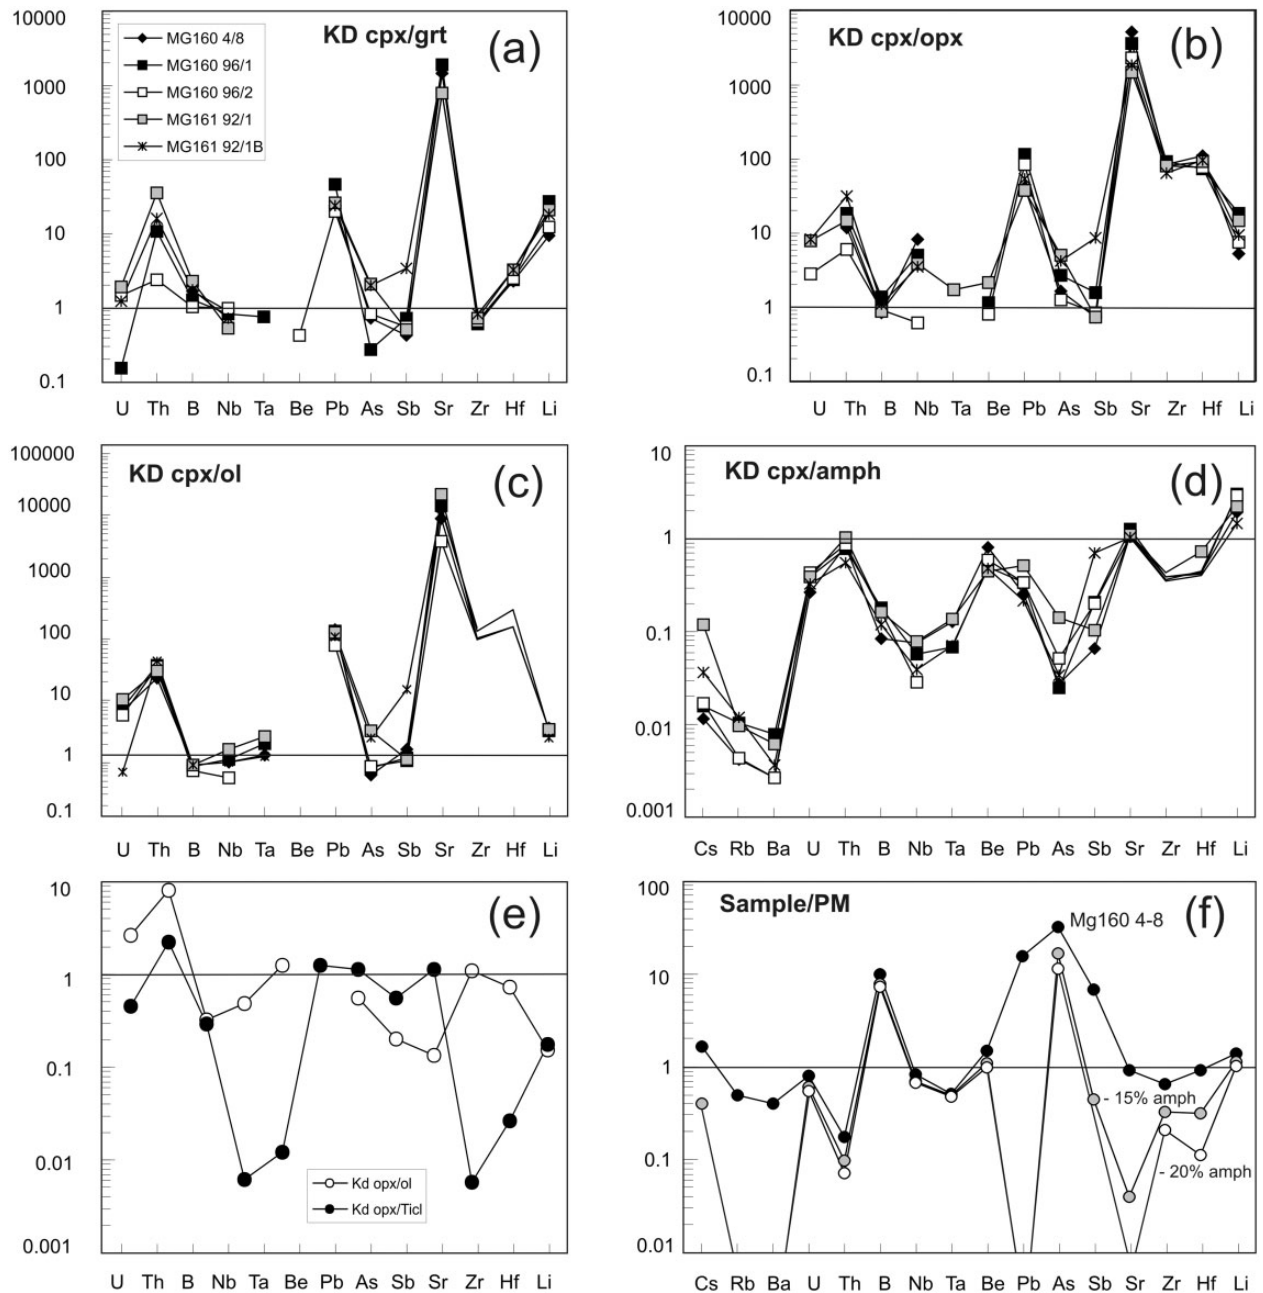 KD cpx/grt (a)
10000
1000
100
10
1
0.1
MG160 4/8
MG160 96/1
MG160 96/2
MG161 92/1
MG161 92/1B
U Th B Nb Ta Be Pb As Sb Sr Zr Hf Li
KD cpx/opx (b)
10000
1000
100
10
1
0.1
U Th B Nb Ta Be Pb As Sb Sr Zr Hf Li
KD cpx/ol (c)
100000
10000
1000
100
10
1
0.1
U Th B Nb Ta Be Pb As Sb Sr Zr Hf Li
KD cpx/amph (d)
10
1
0.1
0.01
0.001
Cs Rb Ba U Th B Nb Ta Be Pb As Sb Sr Zr Hf Li
(e)
10
1
0.1
0.01
0.001
Kd opx/ol
Kd opx/Ticl
U Th B Nb Ta Be Pb As Sb Sr Zr Hf Li
Sample/PM (f)
100
10
1
0.1
0.01
Mg160 4-8
- 15% amph
- 20% amph
Cs Rb Ba U Th B Nb Ta Be Pb As Sb Sr Zr Hf Li